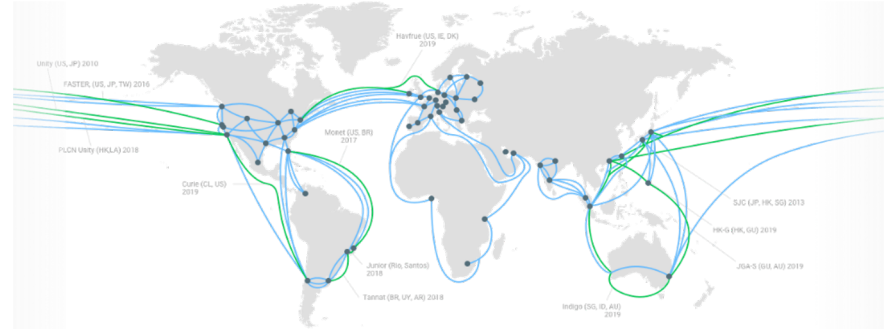 Havfrue (US, IE, DK)
2019
Unity (US, JP) 2010
FASTER, (US, JP, TW) 2016
Monet (US, BR)
2017
PLCN Unity (HK,LA) 2018
Curie (CL, US)
2019
SJC (JP, HK, SG) 2013
HK-G (HK, GU) 2019
Junior (Rio, Santos)
2018
JGA-S (GU, AU) 2019
Tannat (BR, UY, AR) 2018
Indigo (SG, ID, AU)
2019